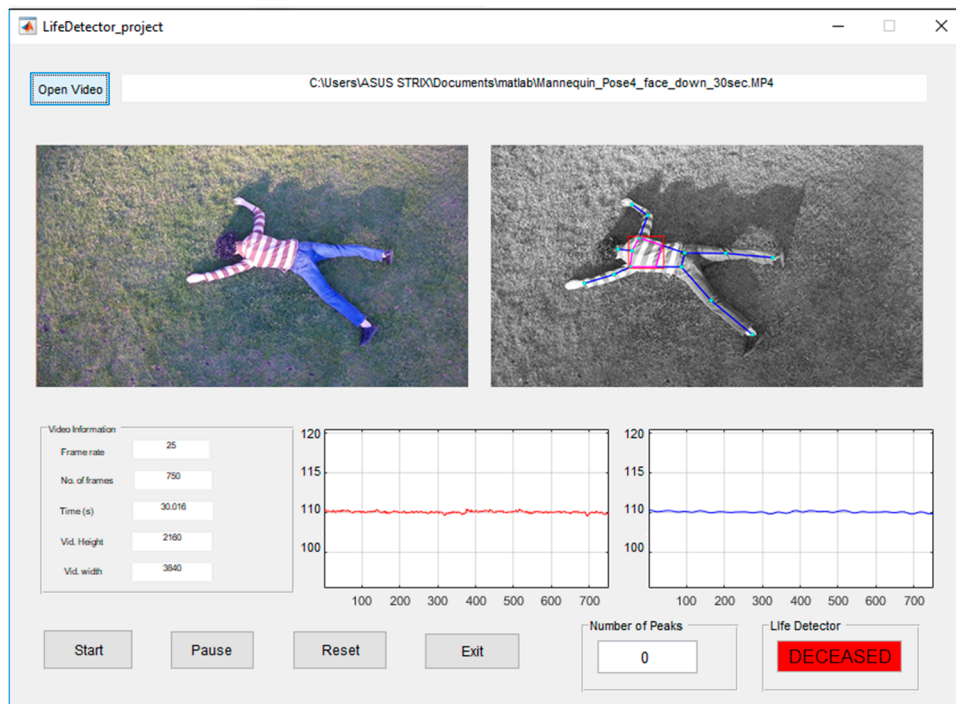 LifeDetector_project
Open Video
C:\Users\ASUS STRIX\Documents\matlab\Mannequin_Pose4_face_down_30sec.MP4
Video Information
Frame rate 25
No. of frames 750
Time (s) 30.016
Vid. Height 2160
Vid. width 3840
120
115
110
100
100 200 300 400 500 600 700
120
115
110
100
100 200 300 400 500 600 700
Start Pause Reset Exit
Number of Peaks
0
Life Detector
DECEASED